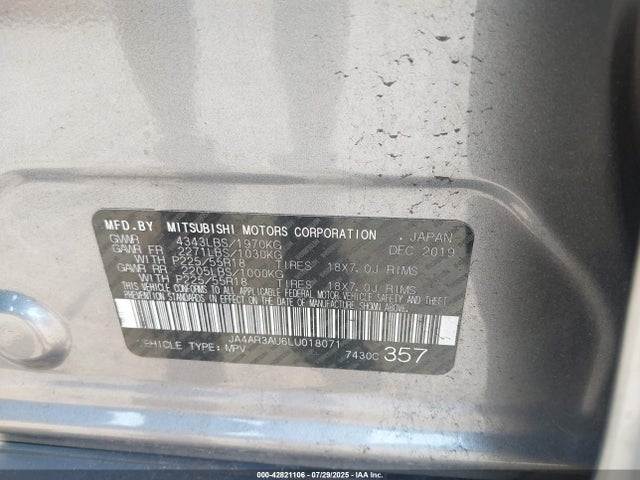 MFD.BY MITSUBISHI MOTORS CORPORATION . JAPAN
GVWR 4343LBS/1970KG DEC 2019
GAWR FR 2271LBS/1030KG
WITH P225/55R18 TIRES 18X7.0J RIMS
GAWR RR 2205LBS/1000KG
WITH P225/55R18 TIRES 18X7.0J RIMS
THIS VEHICLE CONFORMS TO ALL APPLICABLE FEDERAL MOTOR VEHICLE SAFETY AND THEFT
PREVENTION STANDARDS IN EFFECT ON THE DATE OF MANUFACTURE SHOWN ABOVE.
JA4AR3AU6LU018071
VEHICLE TYPE: MPV 7430C 357
000-42821106 - 07/29/2025 - IAAI.COM